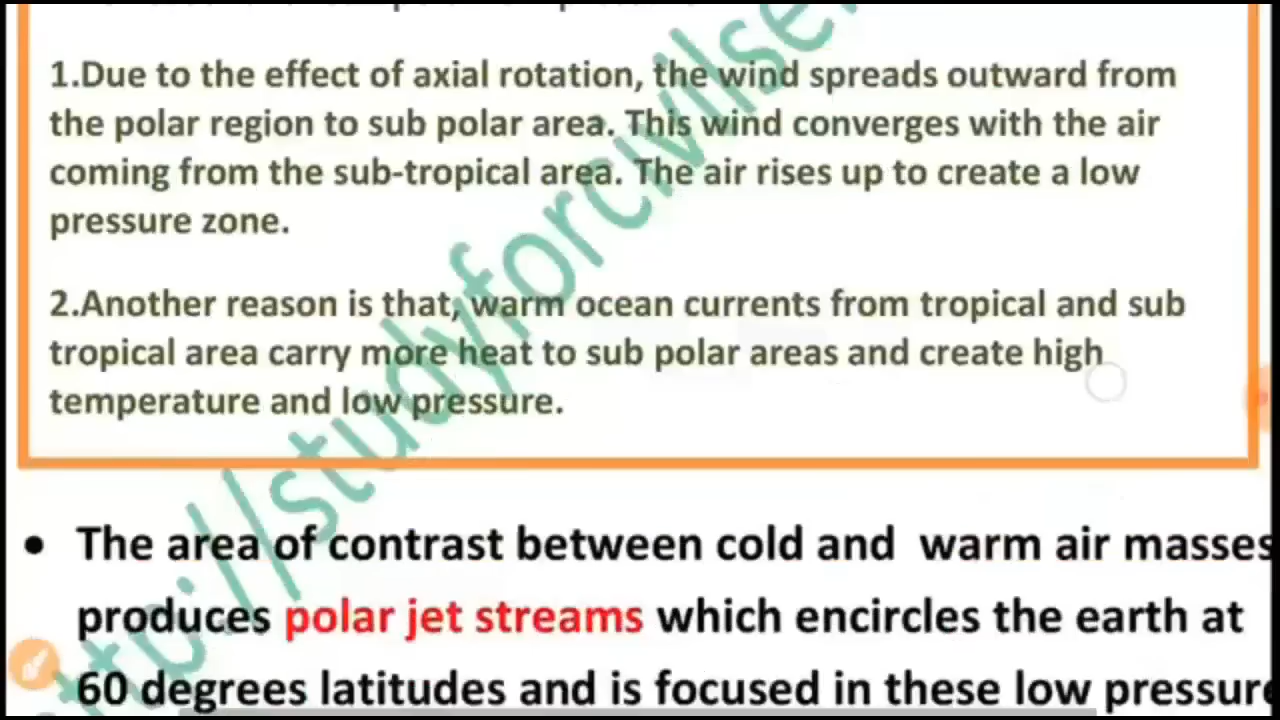 1.Due to the effect of axial rotation, the wind spreads outward from
the polar region to sub polar area. This wind converges with the air
coming from the sub-tropical area. The air rises up to create a low
pressure zone.
2.Another reason is that, warm ocean currents from tropical and sub
tropical area carry more heat to sub polar areas and create high
temperature and low pressure.
• The area of contrast between cold and warm air masses
produces polar jet streams which encircles the earth at
60 degrees latitudes and is focused in these low pressure
http://studyforcivilser